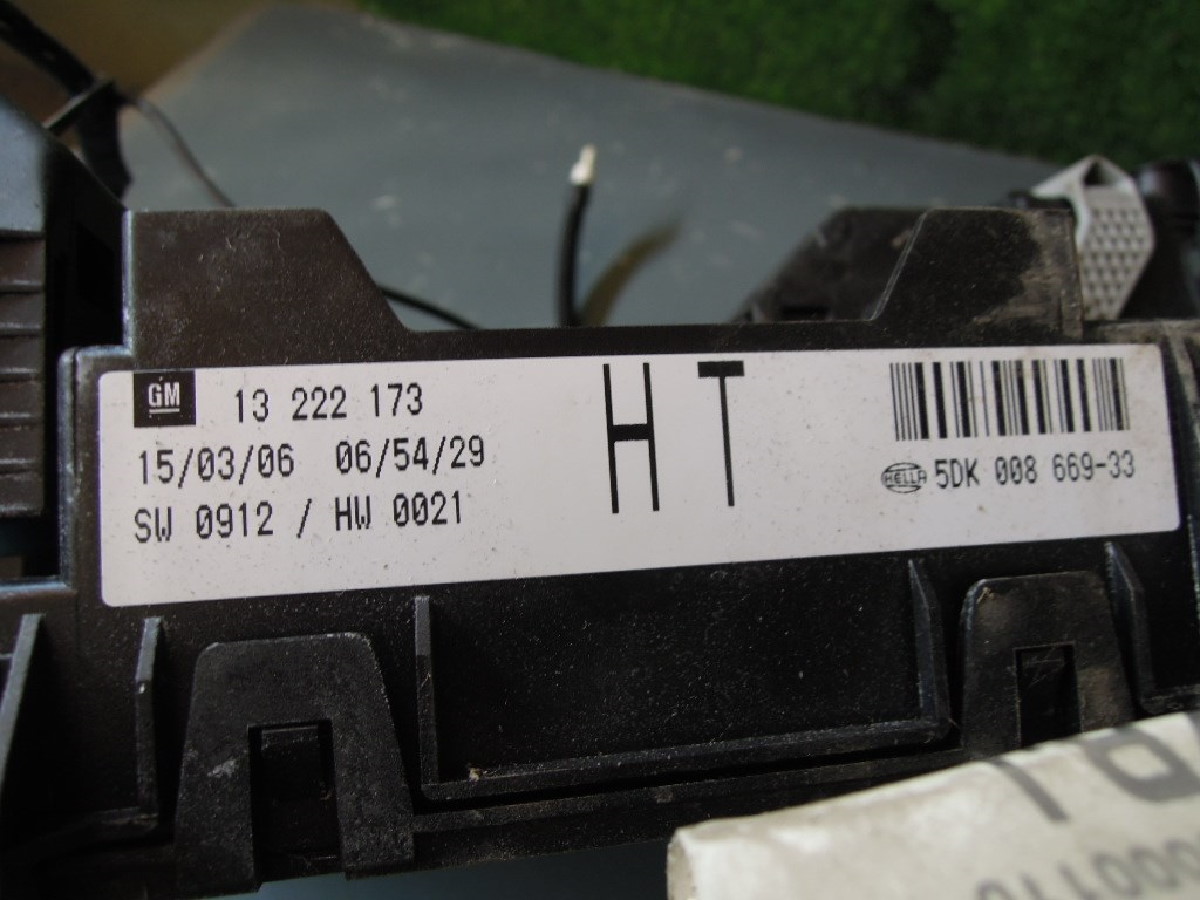 GM 13 222 173
15/03/06 06/54/29
SW 0912 / HW 0021
HT
HELLA 5DK 008 669-33